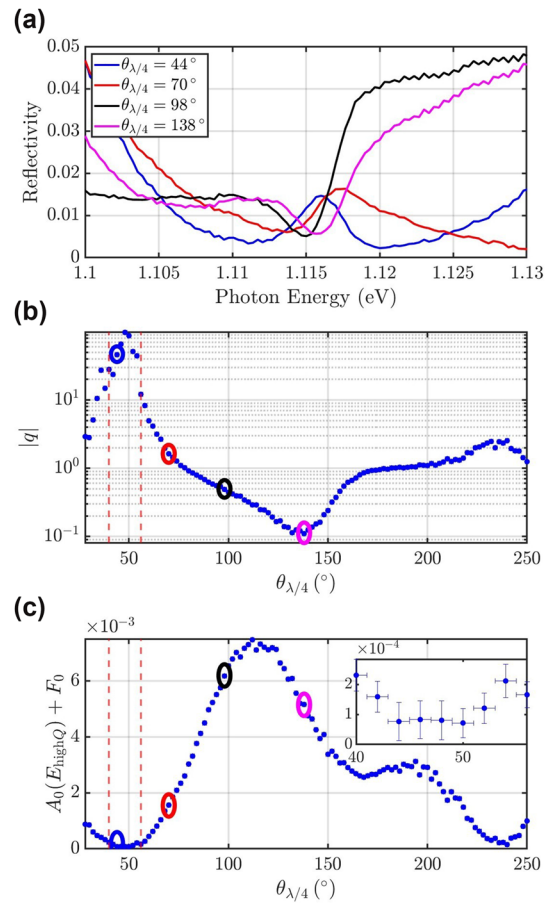 (a)
0.05
0.04
0.03
0.02
0.01
0
Reflectivity
θλ/4 = 44°
θλ/4 = 70°
θλ/4 = 98°
θλ/4 = 138°
1.1 1.105 1.11 1.115 1.12 1.125 1.13
Photon Energy (eV)
(b)
10¹
10⁰
10⁻¹
|q|
50 100 150 200 250
θλ/4 (°)
(c)
×10⁻³
6
4
2
0
A₀(E_highQ) + F₀
×10⁻⁴
2
1
0
40 50
50 100 150 200 250
θλ/4 (°)